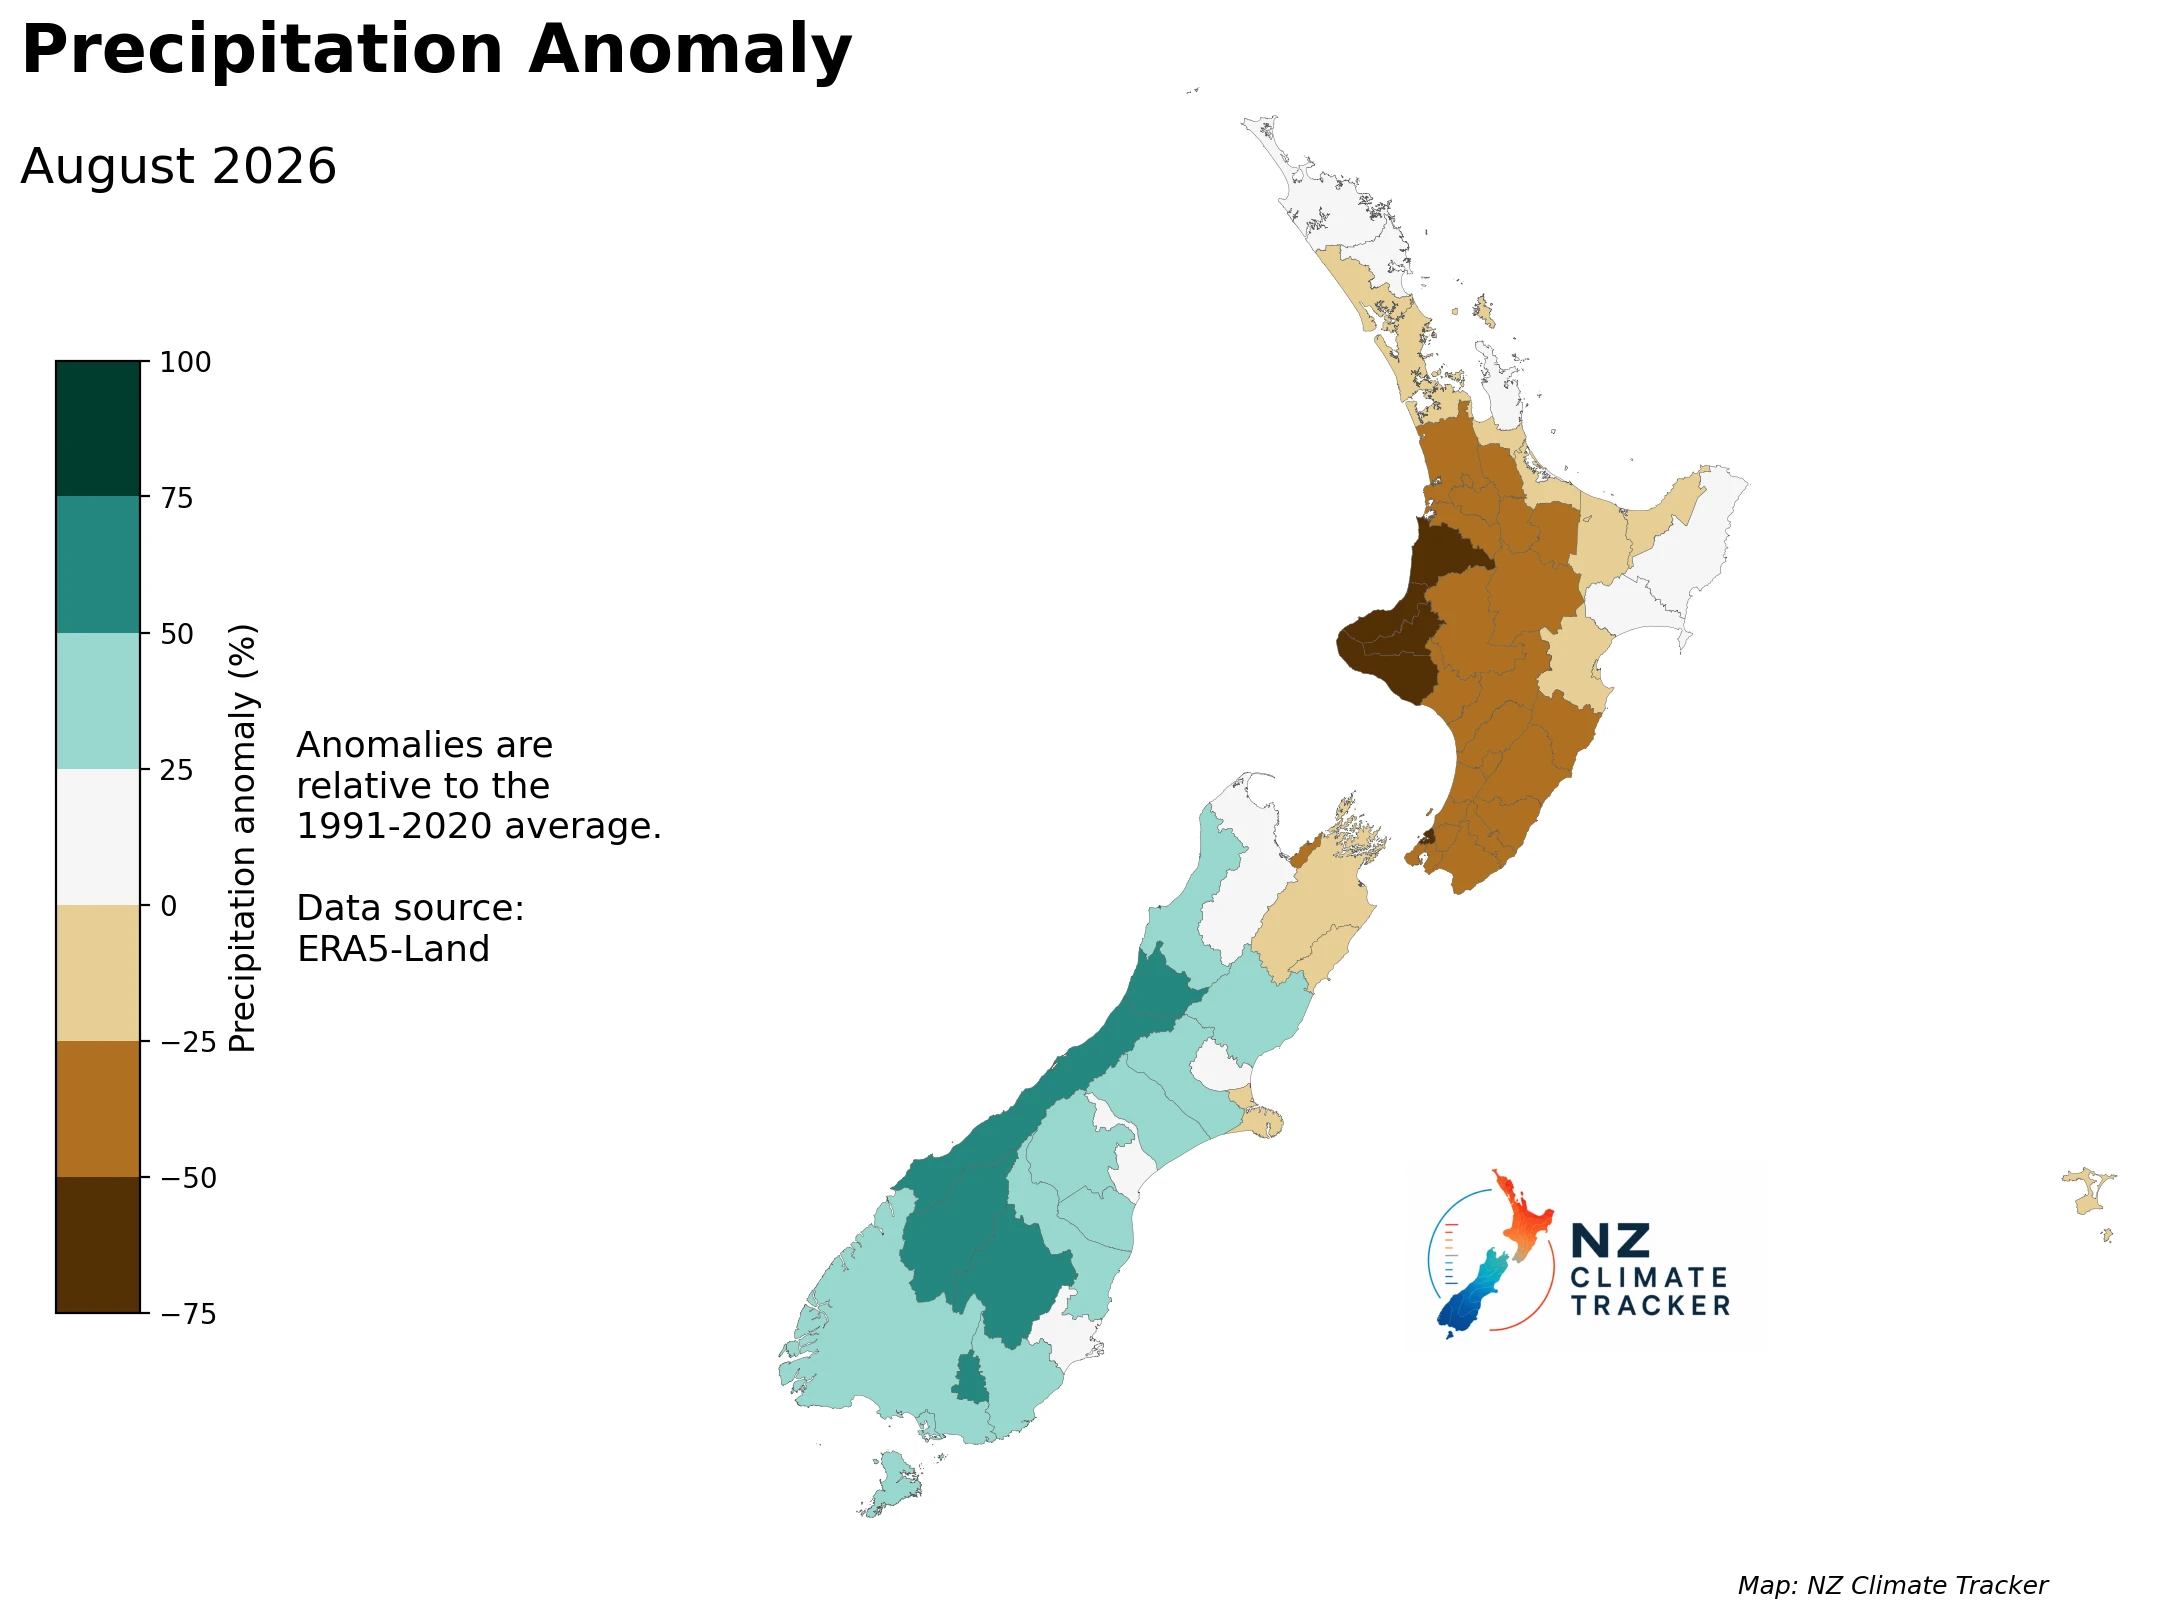 Precipitation Anomaly
August 2026
100
75
50
25
0
−25
−50
−75
Precipitation anomaly (%)
Anomalies are
relative to the
1991-2020 average.
Data source:
ERA5-Land
NZ
CLIMATE
TRACKER
Map: NZ Climate Tracker